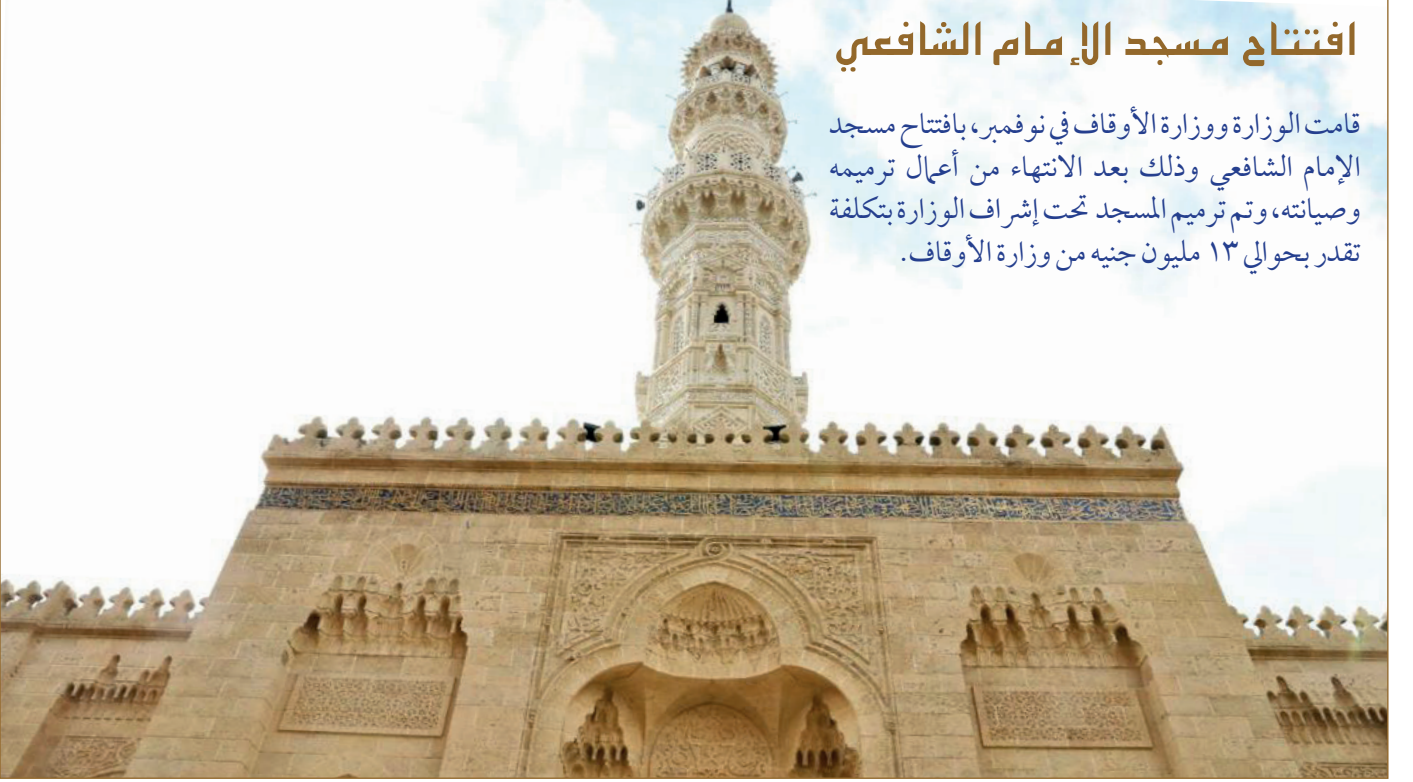 افتتاح مسجد الإمام الشافعي
قامت الوزارة ووزارة الأوقاف في نوفمبر، بافتتاح مسجد
الإمام الشافعي وذلك بعد الانتهاء من أعمال ترميمه
وصيانته، وتم ترميم المسجد تحت إشراف الوزارة بتكلفة
تقدر بحوالي ١٣ مليون جنيه من وزارة الأوقاف.